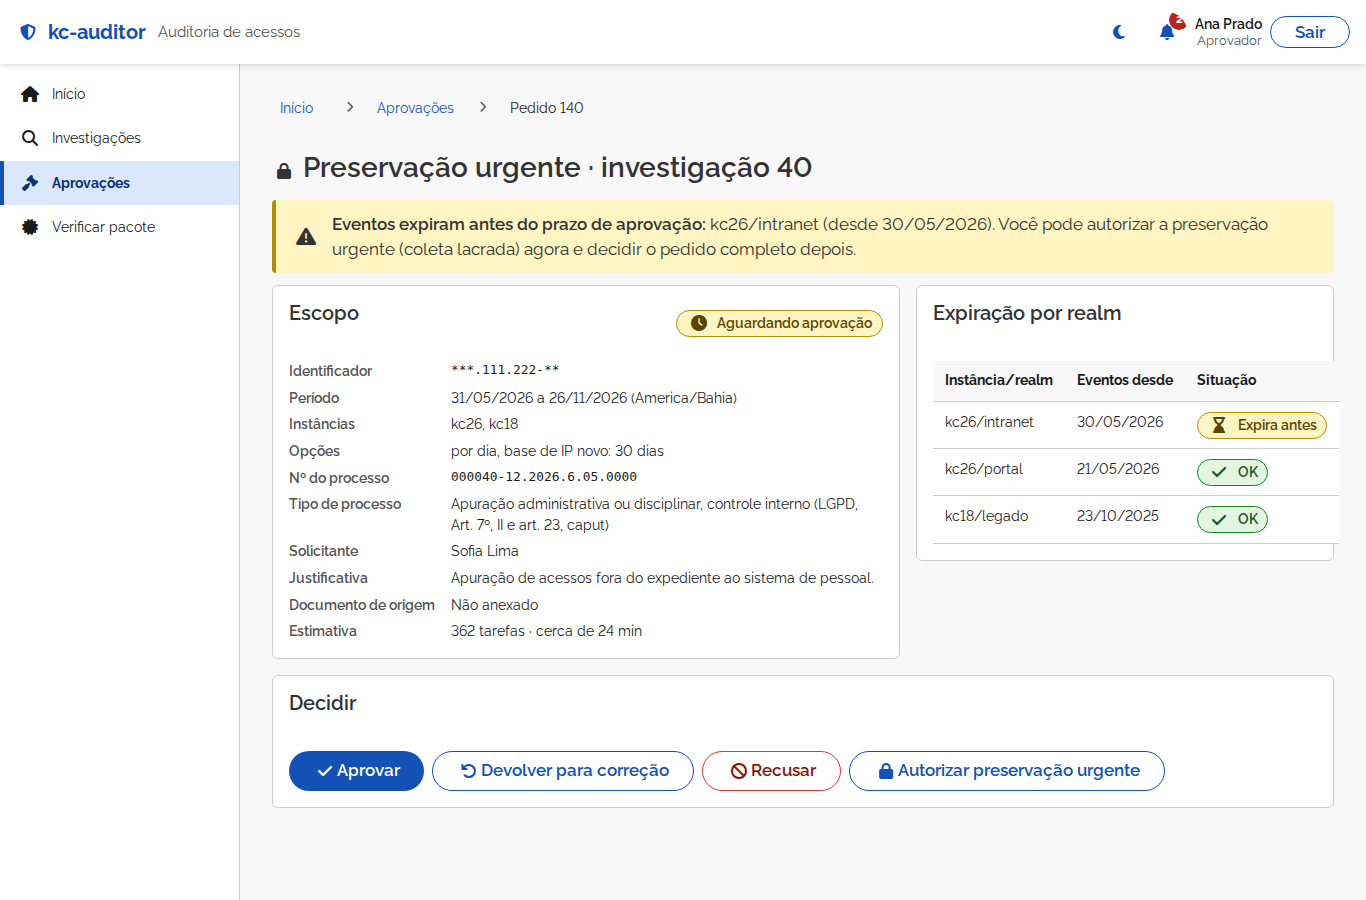 kc-auditor Auditoria de acessos
2
Ana Prado
Aprovador
Sair
Início
Investigações
Aprovações
Verificar pacote
Início > Aprovações > Pedido 140
Preservação urgente · investigação 40
Eventos expiram antes do prazo de aprovação: kc26/intranet (desde 30/05/2026). Você pode autorizar a preservação
urgente (coleta lacrada) agora e decidir o pedido completo depois.
Escopo
Aguardando aprovação
Identificador ***.111.222-**
Período 31/05/2026 a 26/11/2026 (America/Bahia)
Instâncias kc26, kc18
Opções por dia, base de IP novo: 30 dias
Nº do processo 000040-12.2026.6.05.0000
Tipo de processo Apuração administrativa ou disciplinar, controle interno (LGPD,
Art. 7º, II e art. 23, caput)
Solicitante Sofia Lima
Justificativa Apuração de acessos fora do expediente ao sistema de pessoal.
Documento de origem Não anexado
Estimativa 362 tarefas · cerca de 24 min
Expiração por realm
Instância/realm Eventos desde Situação
kc26/intranet 30/05/2026 Expira antes
kc26/portal 21/05/2026 OK
kc18/legado 23/10/2025 OK
Decidir
Aprovar Devolver para correção Recusar Autorizar preservação urgente